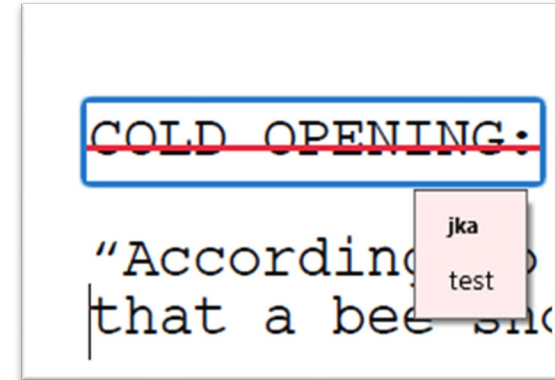 COLD OPENING:
jka
test
“According
that a bee